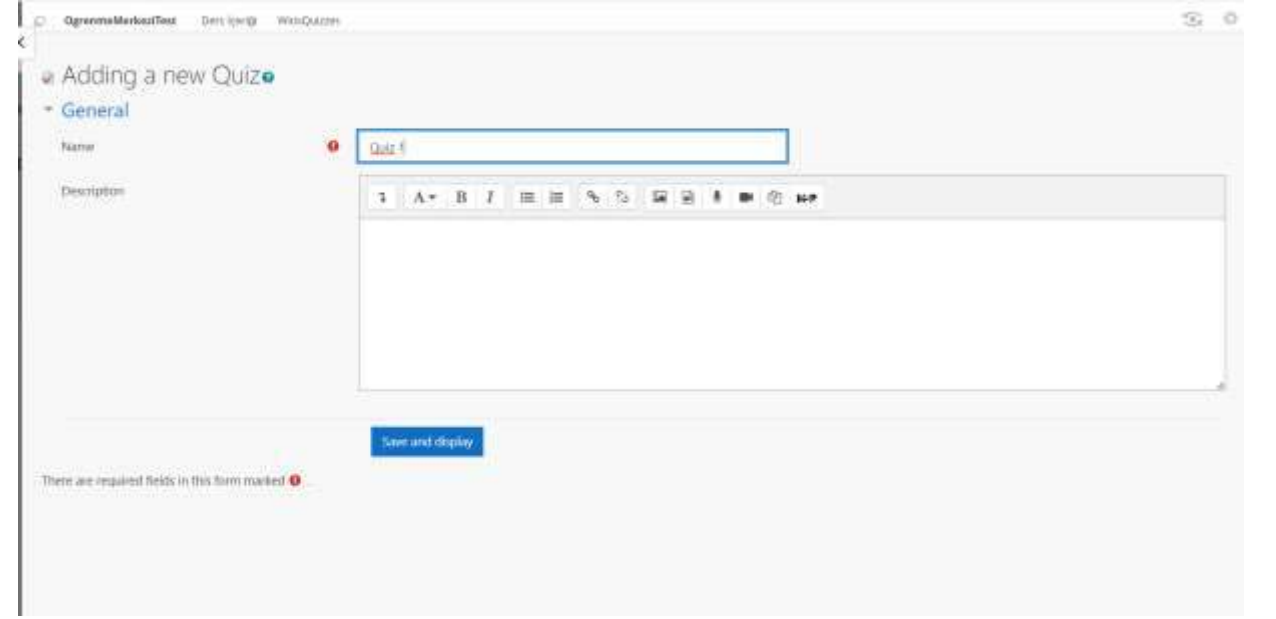 OgrenmeMerkeziTest Ders İçeriği WebQuizzes
Adding a new Quiz
General
Name
Quiz 1
Description
A B I H-P
Save and display
There are required fields in this form marked